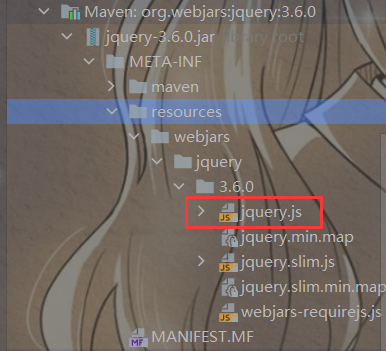 Maven: org.webjars:jquery:3.6.0
jquery-3.6.0.jar library root
META-INF
maven
resources
webjars
jquery
3.6.0
jquery.js
jquery.min.map
jquery.slim.js
jquery.slim.min.map
webjars-requirejs.js
MANIFEST.MF